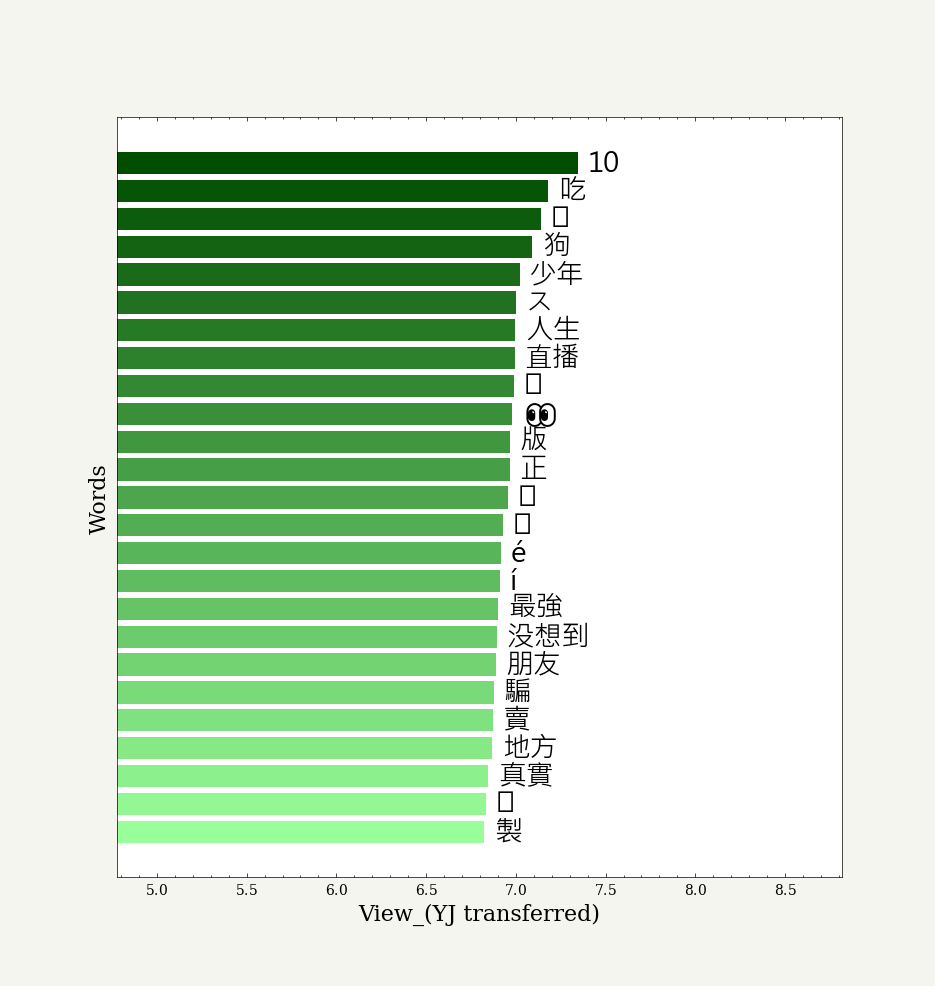 10
吃
狗
少年
ス
人生
直播
👀
版
正
é
í
最強
没想到
朋友
騙
賣
地方
真實
製
Words
5.0 5.5 6.0 6.5 7.0 7.5 8.0 8.5
View_(YJ transferred)